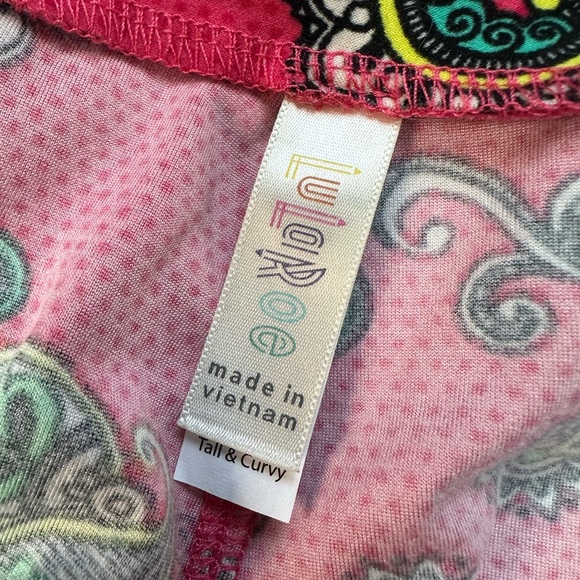 LuLaRoe
made in
vietnam
Tall & Curvy